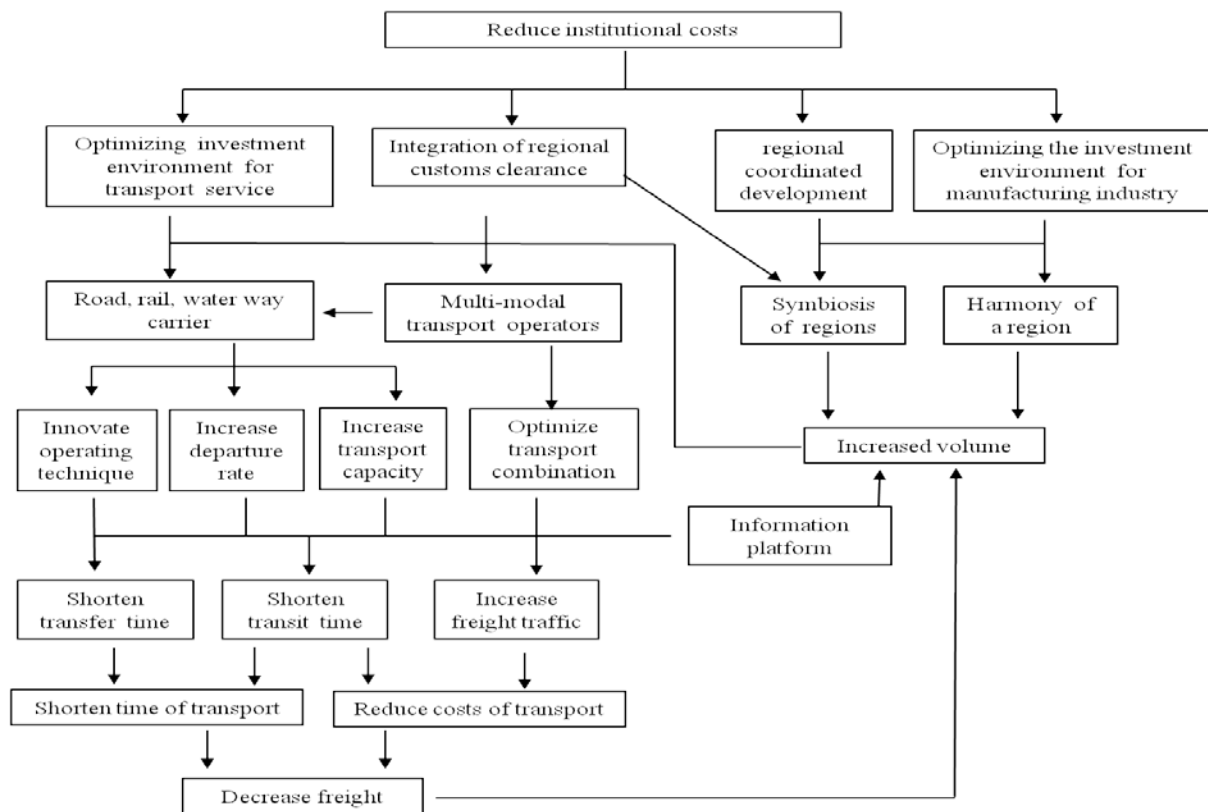 Reduce institutional costs
Optimizing investment
environment for
transport service
Integration of regional
customs clearance
regional
coordinated
development
Optimizing the investment
environment for
manufacturing industry
Road, rail, water way
carrier
Multi-modal
transport operators
Symbiosis
of regions
Harmony of
a region
Innovate
operating
technique
Increase
departure
rate
Increase
transport
capacity
Optimize
transport
combination
Increased volume
Information
platform
Shorten
transfer time
Shorten
transit time
Increase
freight traffic
Shorten time of transport
Reduce costs of transport
Decrease freight